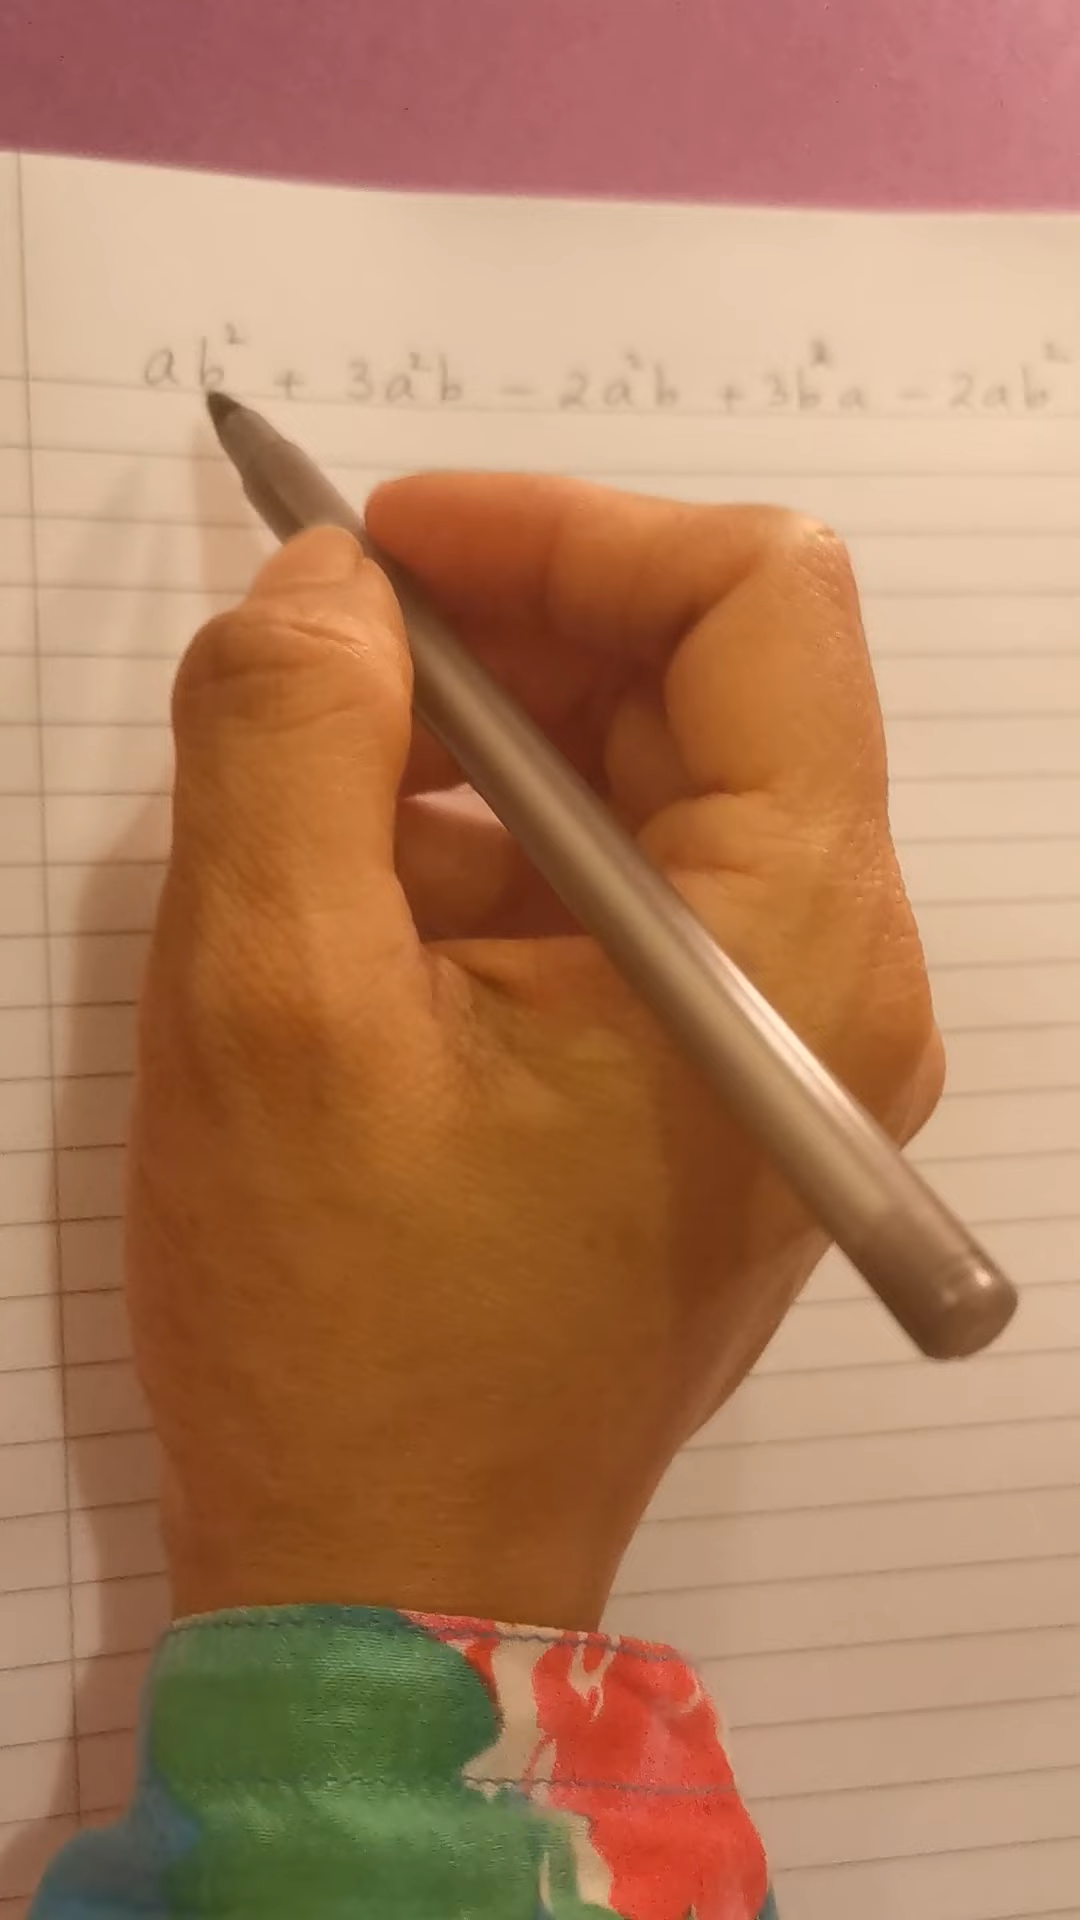 ab² + 3a²b - 2a²b + 3b²a - 2ab²